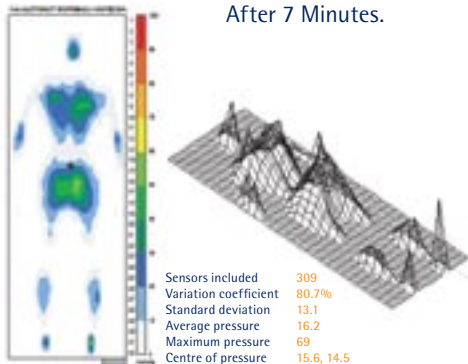 After 7 Minutes.
Sensors included 309
Variation coefficient 80.7%
Standard deviation 13.1
Average pressure 16.2
Maximum pressure 69
Centre of pressure 15.6, 14.5